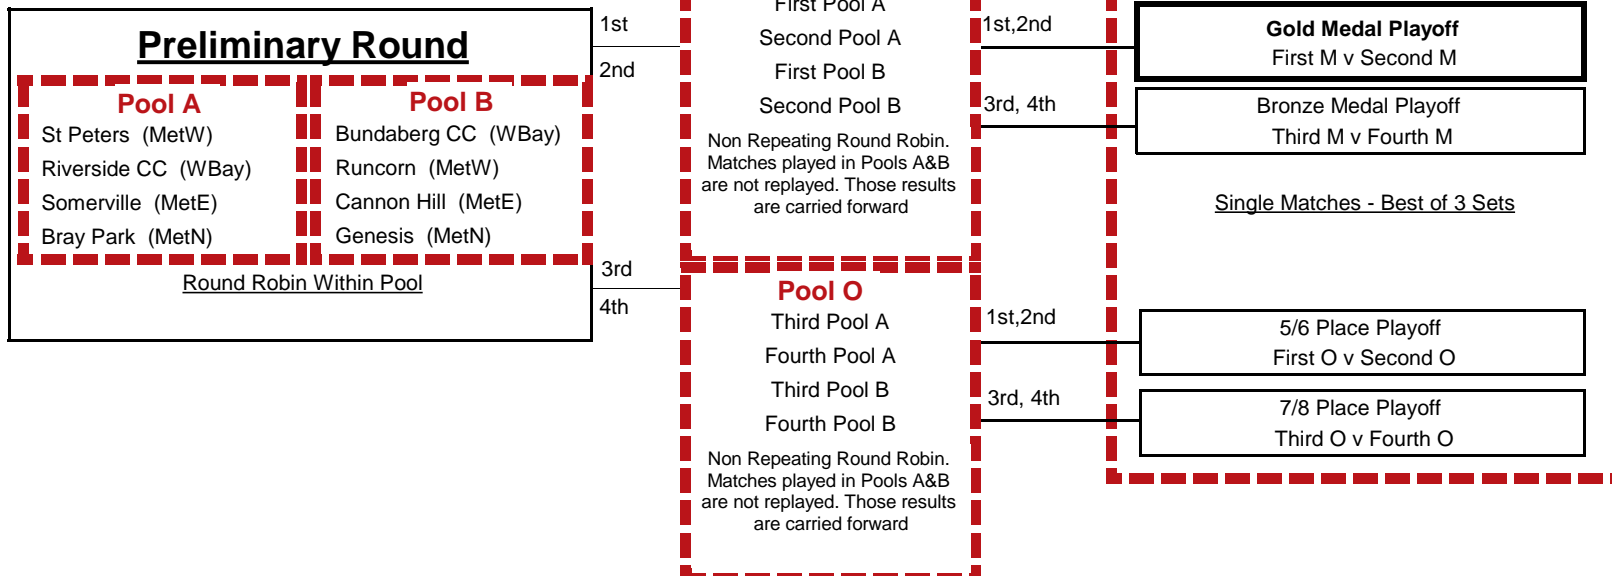 Preliminary Round
Pool A
St Peters (MetW)
Riverside CC (WBay)
Somerville (MetE)
Bray Park (MetN)
Pool B
Bundaberg CC (WBay)
Runcorn (MetW)
Cannon Hill (MetE)
Genesis (MetN)
Round Robin Within Pool
1st
2nd
3rd
4th
First Pool A
Second Pool A
First Pool B
Second Pool B
Non Repeating Round Robin.
Matches played in Pools A&B
are not replayed. Those results
are carried forward
Pool O
Third Pool A
Fourth Pool A
Third Pool B
Fourth Pool B
Non Repeating Round Robin.
Matches played in Pools A&B
are not replayed. Those results
are carried forward
1st,2nd
3rd, 4th
1st,2nd
3rd, 4th
Gold Medal Playoff
First M v Second M
Bronze Medal Playoff
Third M v Fourth M
Single Matches - Best of 3 Sets
5/6 Place Playoff
First O v Second O
7/8 Place Playoff
Third O v Fourth O